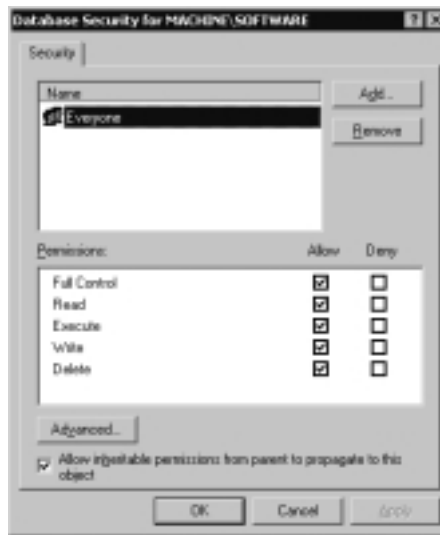 Database Security for MACHINE\SOFTWARE
Security
Name
Add...
Everyone
Remove
Permissions: Allow Deny
Full Control
Read
Execute
Write
Delete
Advanced...
Allow inheritable permissions from parent to propagate to this
object
OK Cancel Apply